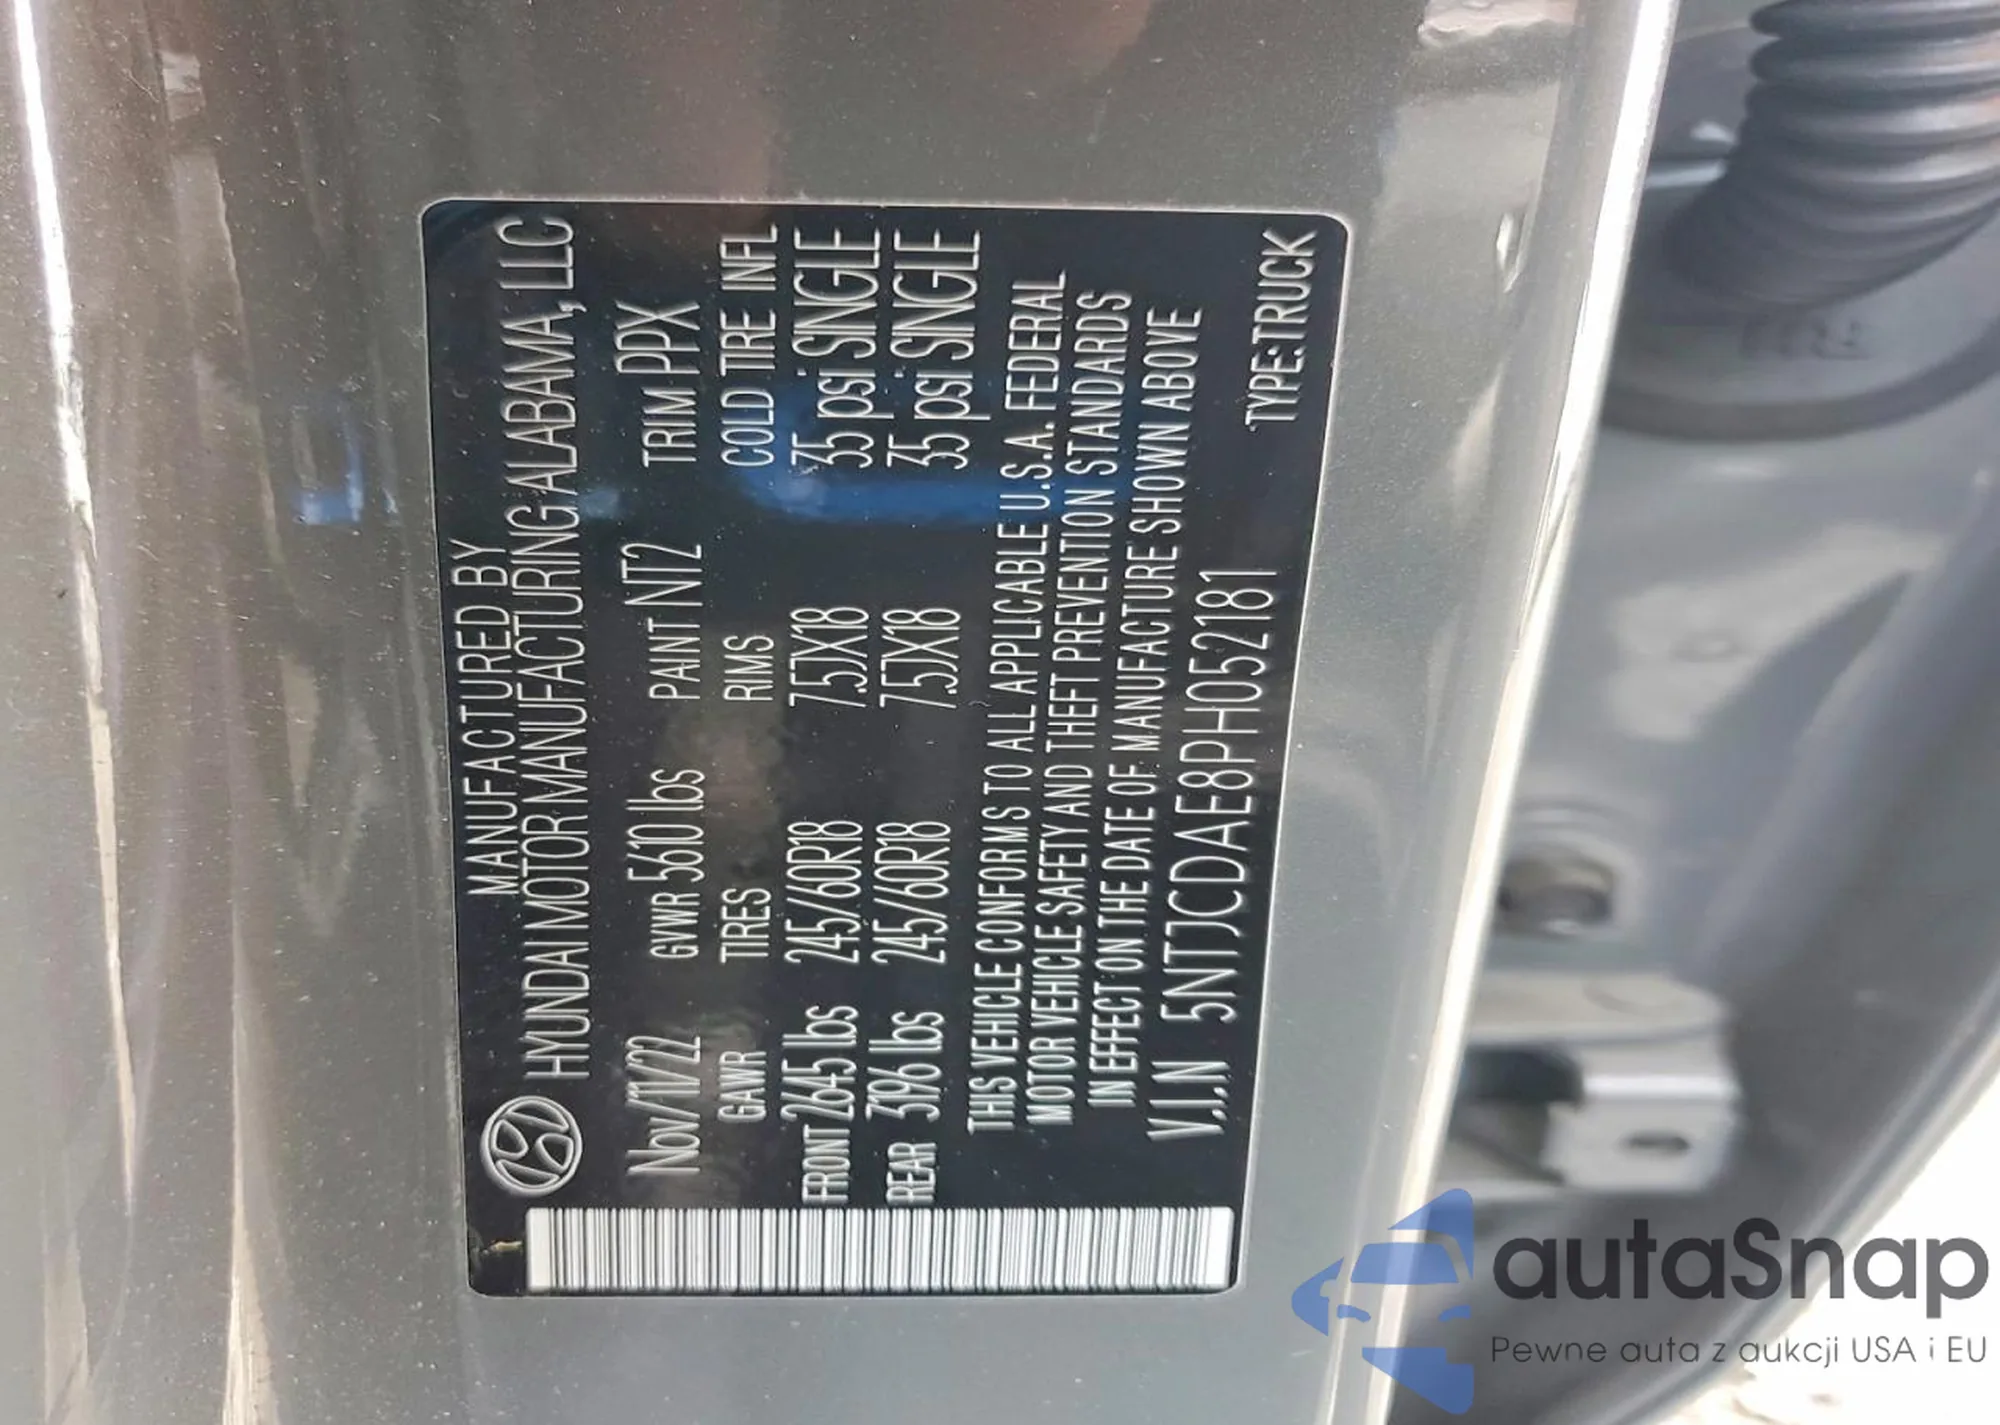 MANUFACTURED BY
HYUNDAI MOTOR MANUFACTURING ALABAMA, LLC
Nov/11/22 GVWR 5610 lbs PAINT NT2 TRIM PPX
GAWR TIRES RIMS COLD TIRE INFL
FRONT 2645 lbs 245/60R18 7.5JX18 35 psi SINGLE
REAR 3196 lbs 245/60R18 7.5JX18 35 psi SINGLE
THIS VEHICLE CONFORMS TO ALL APPLICABLE U.S.A. FEDERAL
MOTOR VEHICLE SAFETY AND THEFT PREVENTION STANDARDS
IN EFFECT ON THE DATE OF MANUFACTURE SHOWN ABOVE
V.I.N 5NTJCDAE8PH052181
TYPE:TRUCK
autaSnap
Pewne auta z aukcji USA i EU